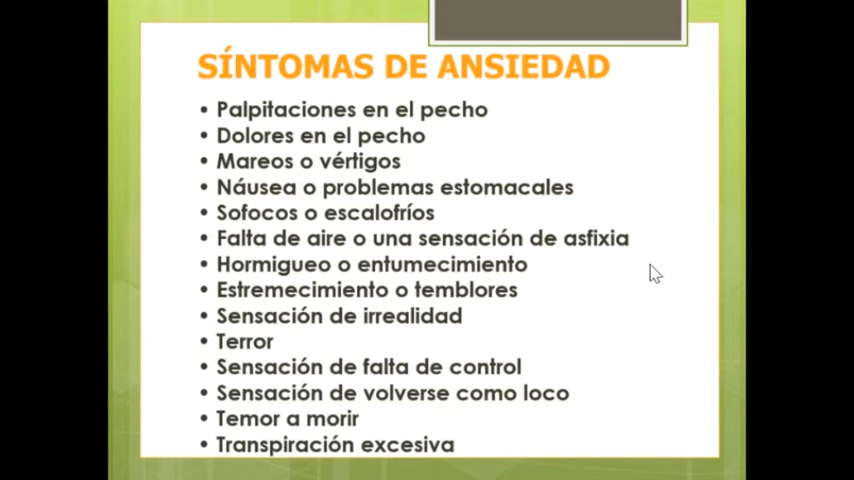 SÍNTOMAS DE ANSIEDAD
• Palpitaciones en el pecho
• Dolores en el pecho
• Mareos o vértigos
• Náusea o problemas estomacales
• Sofocos o escalofríos
• Falta de aire o una sensación de asfixia
• Hormigueo o entumecimiento
• Estremecimiento o temblores
• Sensación de irrealidad
• Terror
• Sensación de falta de control
• Sensación de volverse como loco
• Temor a morir
• Transpiración excesiva